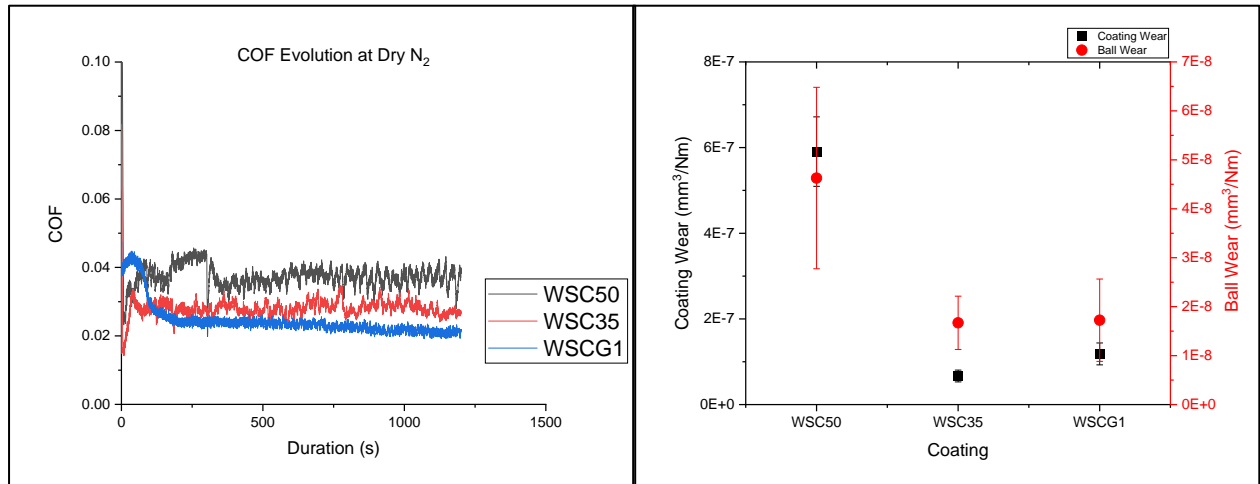 COF Evolution at Dry N₂
0.10
0.08
0.06
0.04
0.02
0.00
COF
0
500
1000
1500
Duration (s)
WSC50
WSC35
WSCG1
Coating Wear
Ball Wear
8E-7
6E-7
4E-7
2E-7
0E+0
Coating Wear (mm³/Nm)
7E-8
6E-8
5E-8
4E-8
3E-8
2E-8
1E-8
0E+0
Ball Wear (mm³/Nm)
WSC50
WSC35
WSCG1
Coating